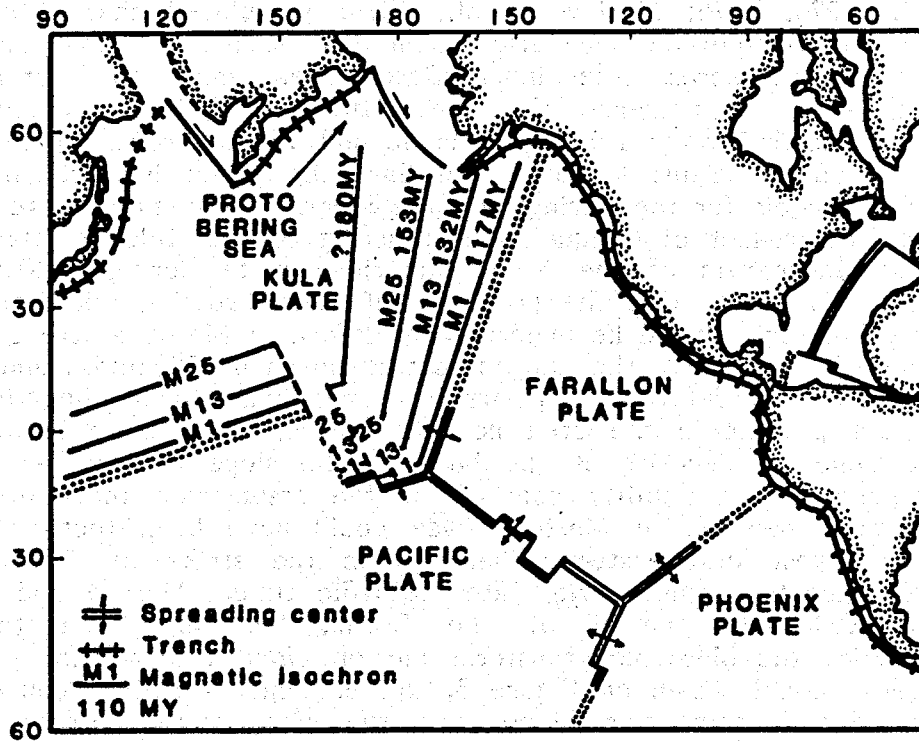 90 120 150 180 150 120 90 60
60
30
0
30
60
PROTO
BERING
SEA
KULA
PLATE
?180MY
M25 153MY
M13 132MY
M1 117MY
M25
M13
M1
25
13
1
25
13
1
FARALLON
PLATE
PACIFIC
PLATE
PHOENIX
PLATE
Spreading center
Trench
M1 Magnetic isochron
110 MY